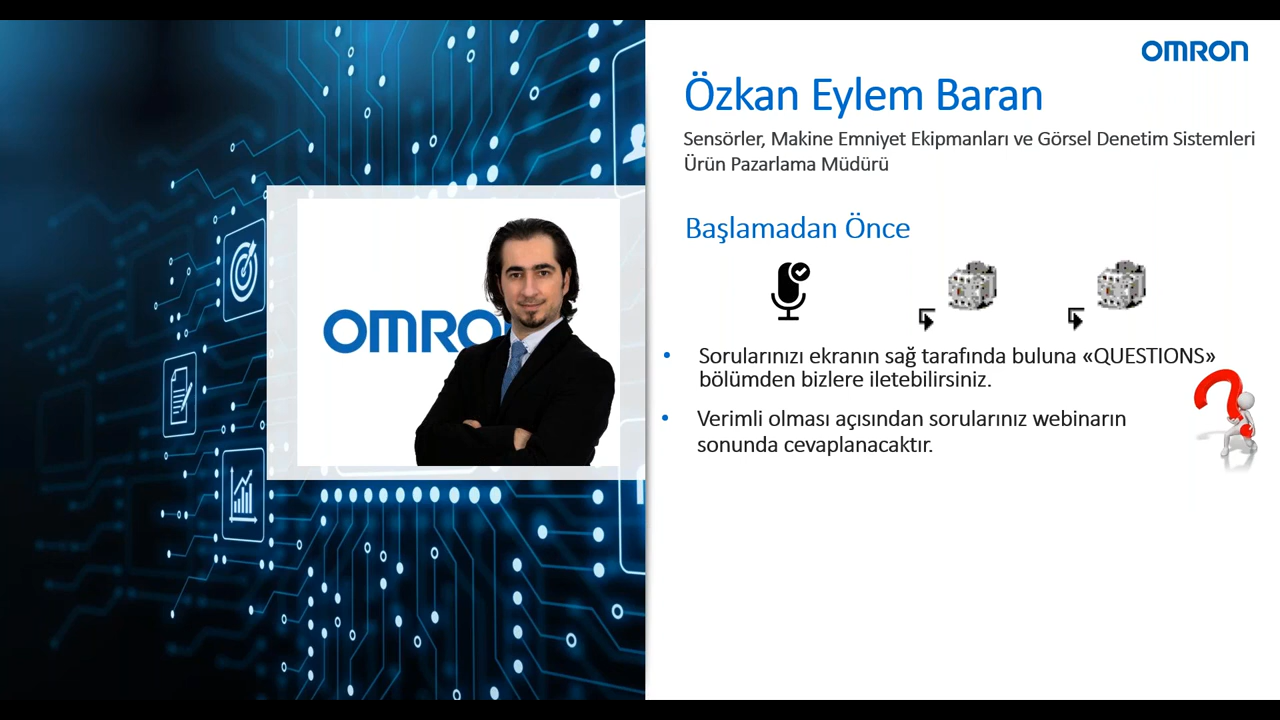 OMRON
Özkan Eylem Baran
Sensörler, Makine Emniyet Ekipmanları ve Görsel Denetim Sistemleri
Ürün Pazarlama Müdürü
Başlamadan Önce
• Sorularınızı ekranın sağ tarafında buluna «QUESTIONS»
bölümden bizlere iletebilirsiniz.
• Verimli olması açısından sorularınız webinarın
sonunda cevaplanacaktır.
OMRO